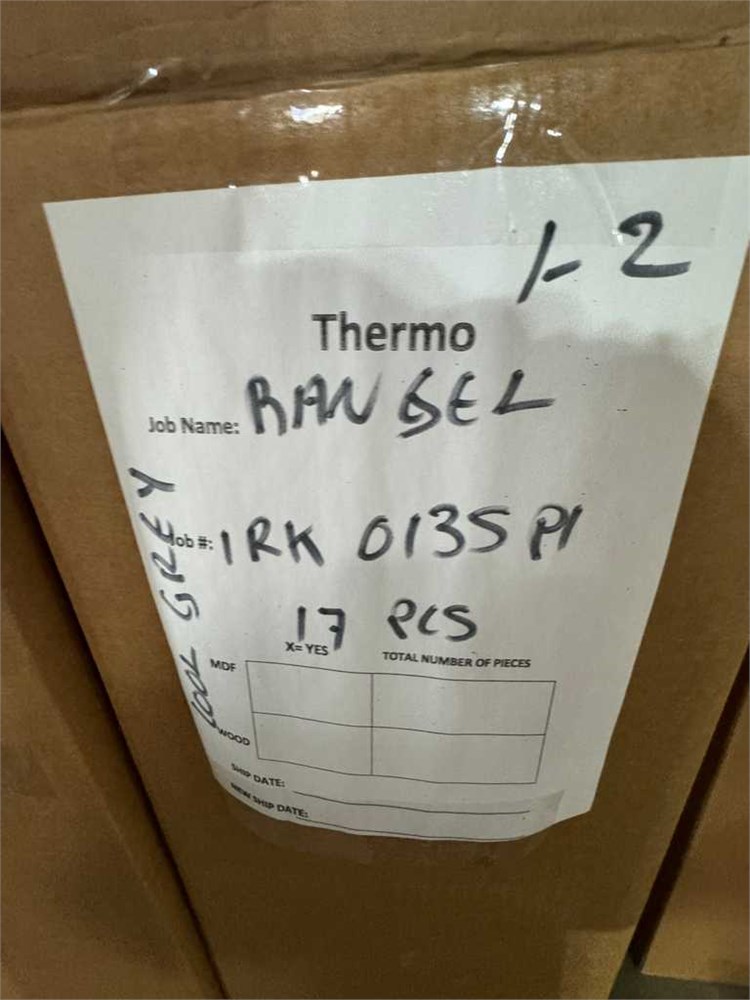 1-2
Thermo
Job Name: RANGEL
Job #: IRK 0135 P1
COOL GREY
17 PCS
X= YES
TOTAL NUMBER OF PIECES
MDF
WOOD
SHIP DATE:
NEW SHIP DATE: